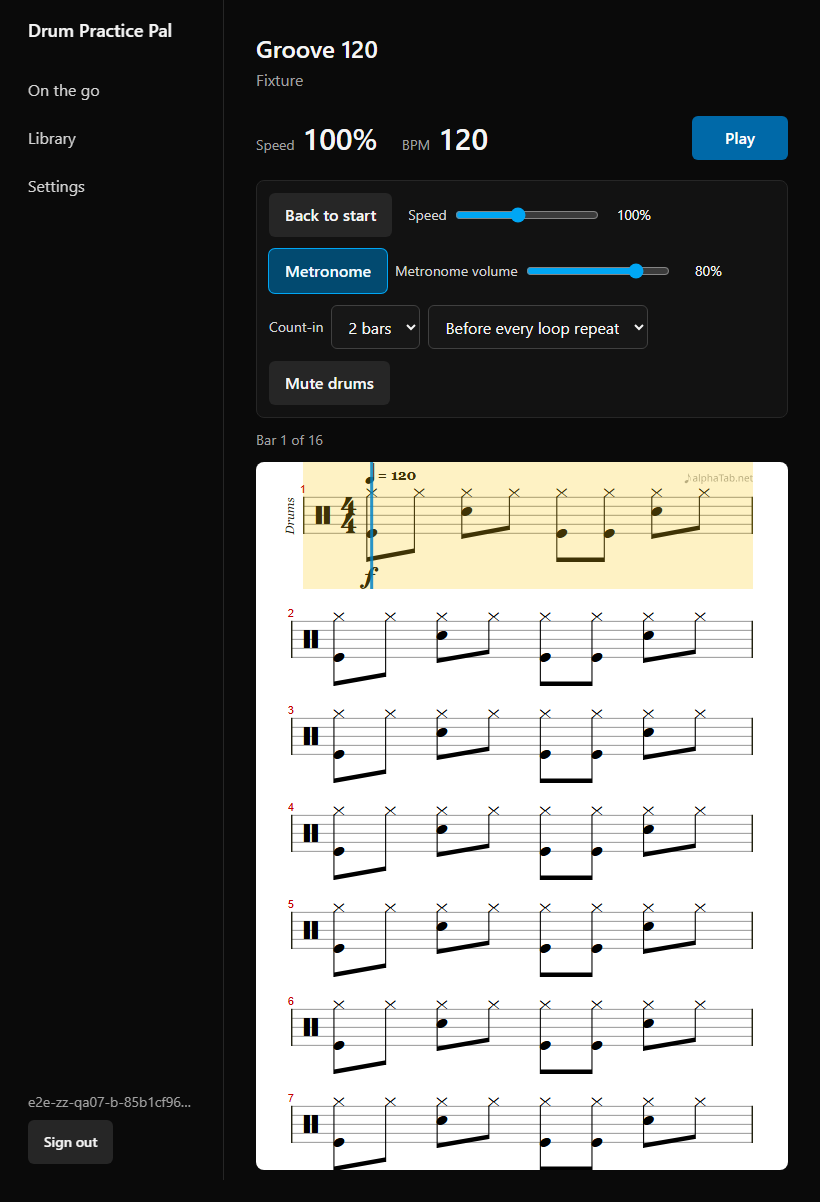 Drum Practice Pal
On the go
Library
Settings
Groove 120
Fixture
Speed 100% BPM 120
Play
Back to start Speed 100%
Metronome Metronome volume 80%
Count-in 2 bars Before every loop repeat
Mute drums
Bar 1 of 16
= 120
♪alphaTab.net
1
Drums
4
4
f
2
3
4
5
6
7
e2e-zz-qa07-b-85b1cf96...
Sign out